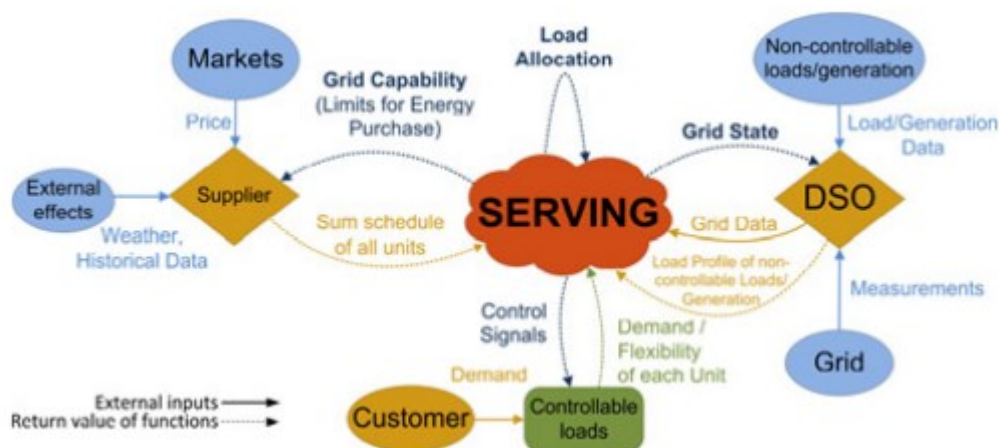 Markets
Price
External
effects
Weather,
Historical Data
Supplier
Grid Capability
(Limits for Energy
Purchase)
Sum schedule
of all units
Load
Allocation
SERVING
Grid State
Non-controllable
loads/generation
Load/Generation
Data
DSO
Grid Data
Load Profile of non-
controllable Loads/
Generation
Measurements
Grid
Control
Signals
Demand /
Flexibility
of each Unit
Demand
Customer
Controllable
loads
External inputs
Return value of functions